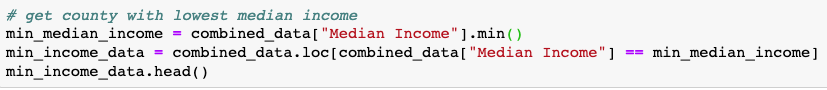 # get county with lowest median income
min_median_income = combined_data["Median Income"].min()
min_income_data = combined_data.loc[combined_data["Median Income"] == min_median_income]
min_income_data.head()